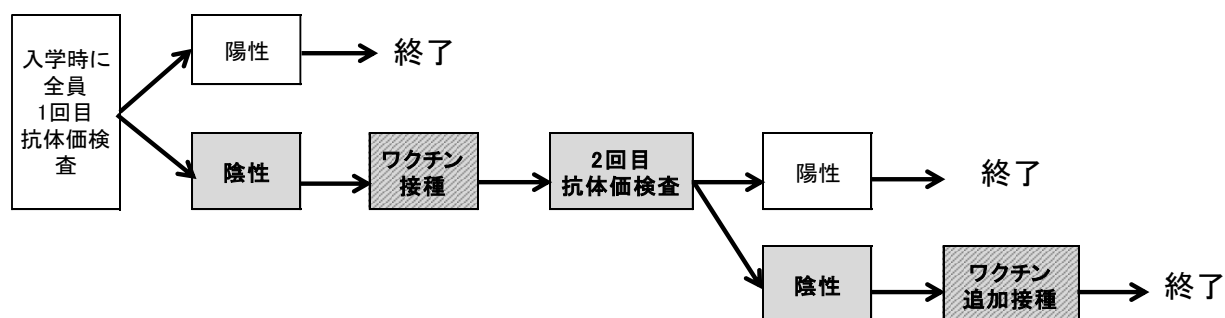 入学時に
全員
1回目
抗体価検
査
陽性
終了
陰性
ワクチン
接種
2回目
抗体価検査
陽性
終了
陰性
ワクチン
追加接種
終了